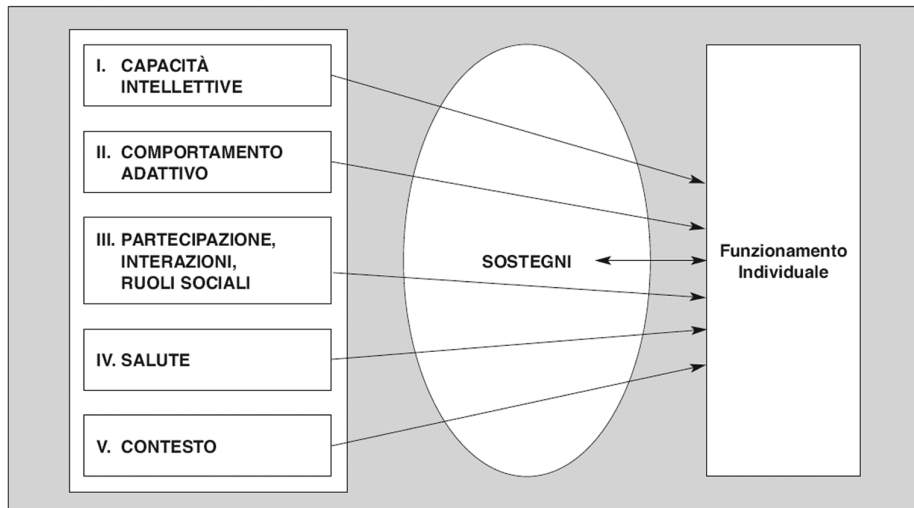 I. CAPACITÀ
INTELLETTIVE
II. COMPORTAMENTO
ADATTIVO
III. PARTECIPAZIONE,
INTERAZIONI,
RUOLI SOCIALI
IV. SALUTE
V. CONTESTO
SOSTEGNI
Funzionamento
Individuale